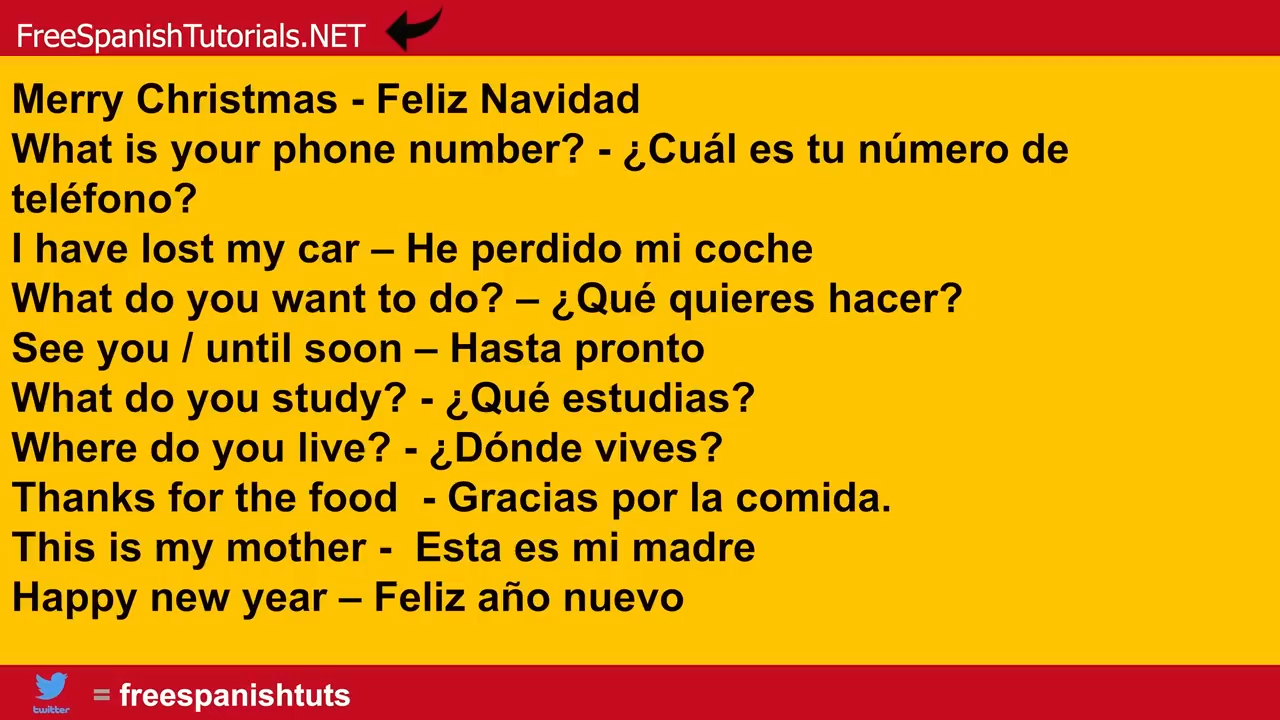 FreeSpanishTutorials.NET
Merry Christmas - Feliz Navidad
What is your phone number? - ¿Cuál es tu número de
teléfono?
I have lost my car – He perdido mi coche
What do you want to do? – ¿Qué quieres hacer?
See you / until soon – Hasta pronto
What do you study? - ¿Qué estudias?
Where do you live? - ¿Dónde vives?
Thanks for the food  - Gracias por la comida.
This is my mother -  Esta es mi madre
Happy new year – Feliz año nuevo
twitter = freespanishtuts